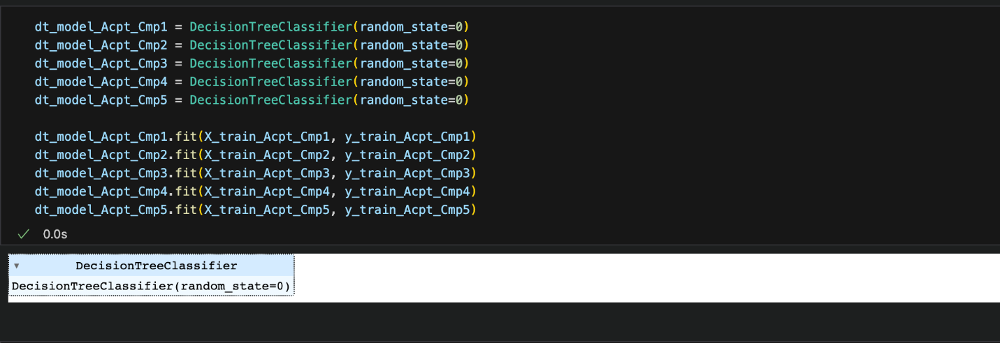 dt_model_Acpt_Cmp1 = DecisionTreeClassifier(random_state=0)
dt_model_Acpt_Cmp2 = DecisionTreeClassifier(random_state=0)
dt_model_Acpt_Cmp3 = DecisionTreeClassifier(random_state=0)
dt_model_Acpt_Cmp4 = DecisionTreeClassifier(random_state=0)
dt_model_Acpt_Cmp5 = DecisionTreeClassifier(random_state=0)
dt_model_Acpt_Cmp1.fit(X_train_Acpt_Cmp1, y_train_Acpt_Cmp1)
dt_model_Acpt_Cmp2.fit(X_train_Acpt_Cmp2, y_train_Acpt_Cmp2)
dt_model_Acpt_Cmp3.fit(X_train_Acpt_Cmp3, y_train_Acpt_Cmp3)
dt_model_Acpt_Cmp4.fit(X_train_Acpt_Cmp4, y_train_Acpt_Cmp4)
dt_model_Acpt_Cmp5.fit(X_train_Acpt_Cmp5, y_train_Acpt_Cmp5)
0.0s
DecisionTreeClassifier
DecisionTreeClassifier(random_state=0)